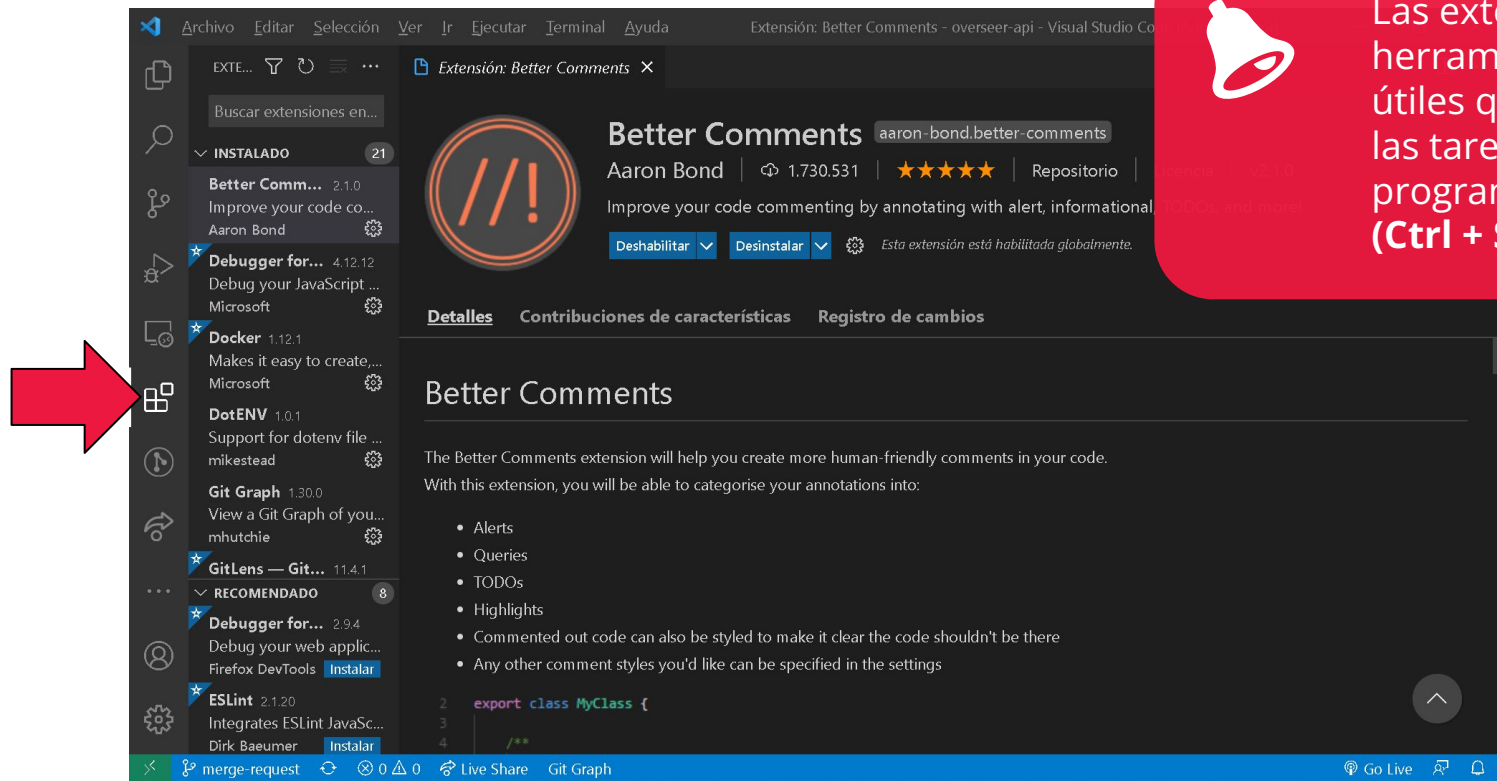 Archivo Editar Selección Ver Ir Ejecutar Terminal Ayuda Extensión: Better Comments - overseer-api - Visual Studio
EXTE...
Buscar extensiones en...
INSTALADO 21
Better Comm... 2.1.0
Improve your code co...
Aaron Bond
Debugger for... 4.12.12
Debug your JavaScript ...
Microsoft
Docker 1.12.1
Makes it easy to create,...
Microsoft
DotENV 1.0.1
Support for dotenv file ...
mikestead
Git Graph 1.30.0
View a Git Graph of you...
mhutchie
GitLens — Git... 11.4.1
RECOMENDADO 8
Debugger for... 2.9.4
Debug your web applic...
Firefox DevTools Instalar
ESLint 2.1.20
Integrates ESLint JavaSc...
Dirk Baeumer Instalar
Extensión: Better Comments
Better Comments aaron-bond.better-comments
Aaron Bond 1.730.531 Repositorio Licencia v2.1.0
Improve your code commenting by annotating with alert, informational, TODOs, and more!
Deshabilitar Desinstalar Esta extensión está habilitada globalmente.
Detalles Contribuciones de características Registro de cambios
Better Comments
The Better Comments extension will help you create more human-friendly comments in your code.
With this extension, you will be able to categorise your annotations into:
• Alerts
• Queries
• TODOs
• Highlights
• Commented out code can also be styled to make it clear the code shouldn't be there
• Any other comment styles you'd like can be specified in the settings
2 export class MyClass {
3
4 /**
merge-request 0 0 Live Share Git Graph Go Live
Las
útiles
las
(Ctrl +